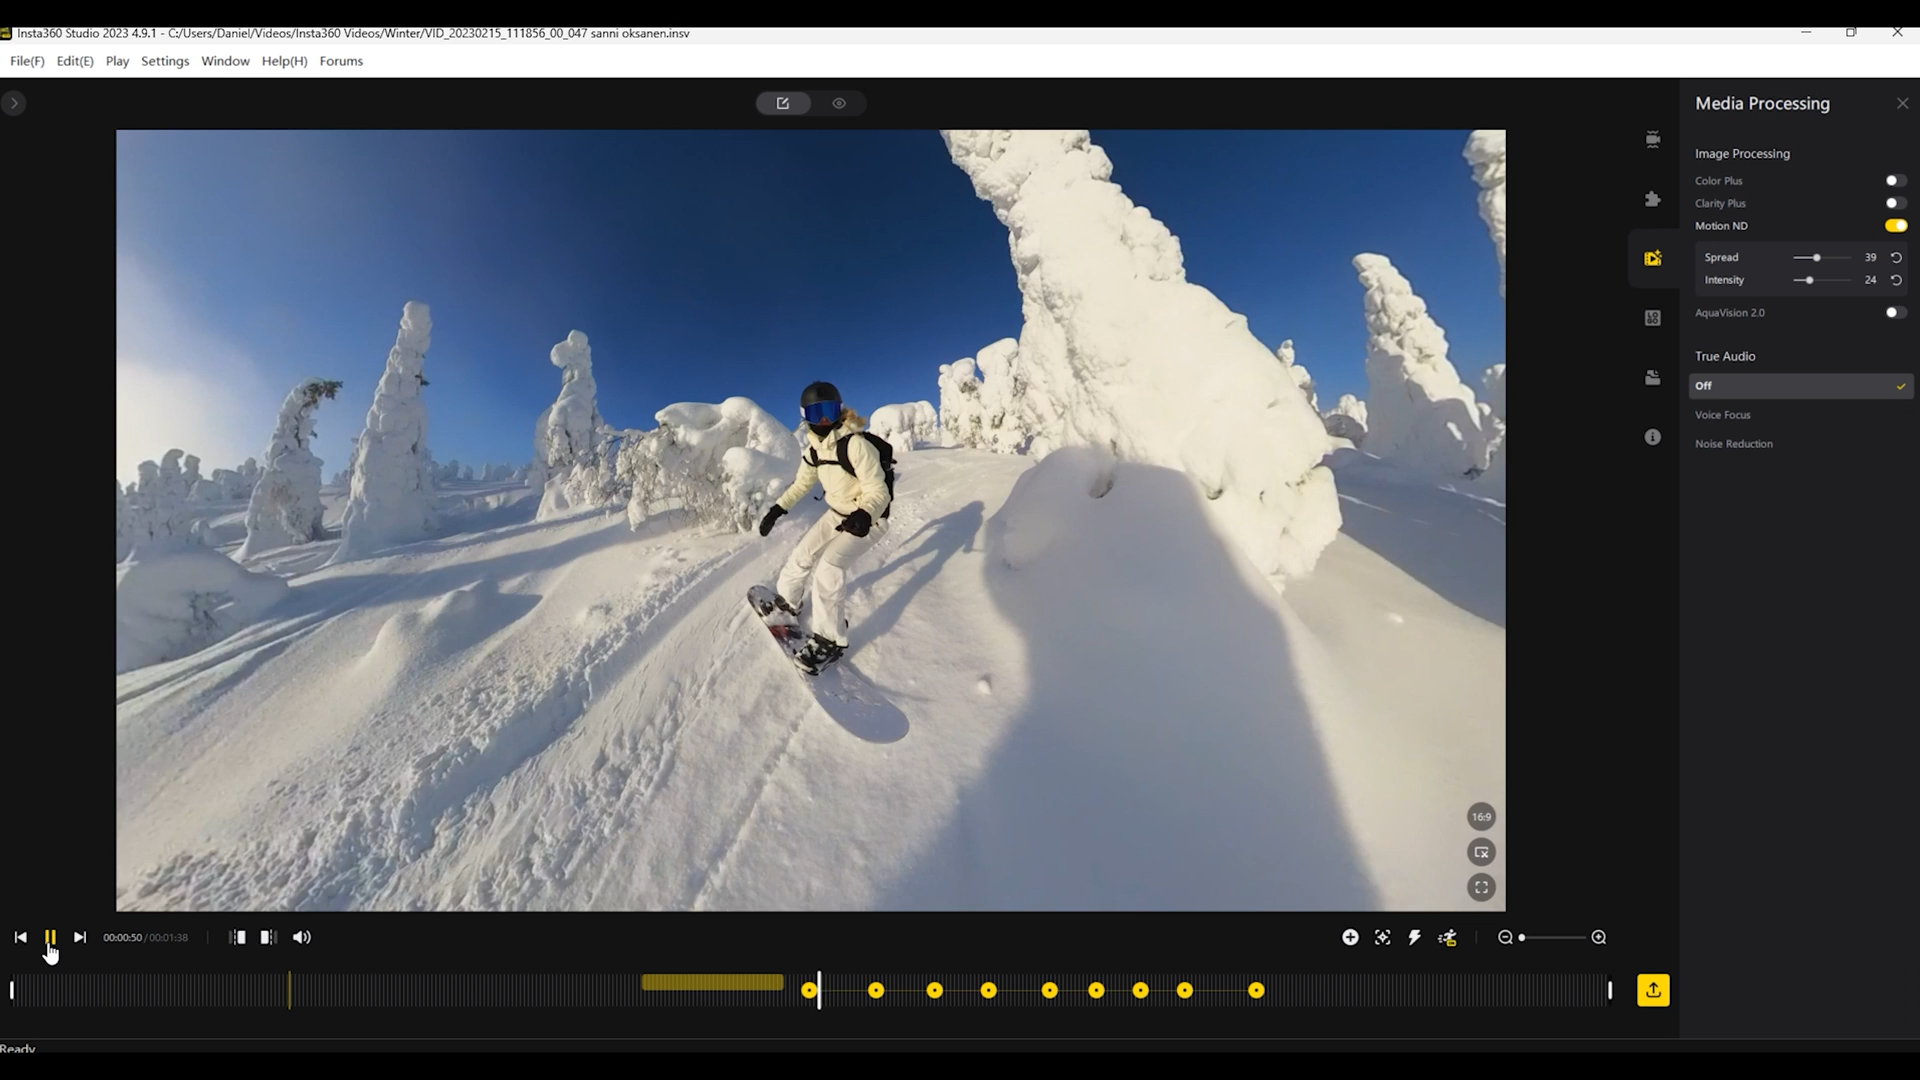 Insta360 Studio 2023 4.9.1 - C:/Users/Daniel/Videos/Insta360 Videos/Winter/VID_20230215_111856_00_047 sanni oksanen.insv
File(F) Edit(E) Play Settings Window Help(H) Forums
Media Processing
Image Processing
Color Plus
Clarity Plus
Motion ND
Spread 39
Intensity 24
AquaVision 2.0
True Audio
Off
Voice Focus
Noise Reduction
16:9
00:00:50/00:01:38
Ready